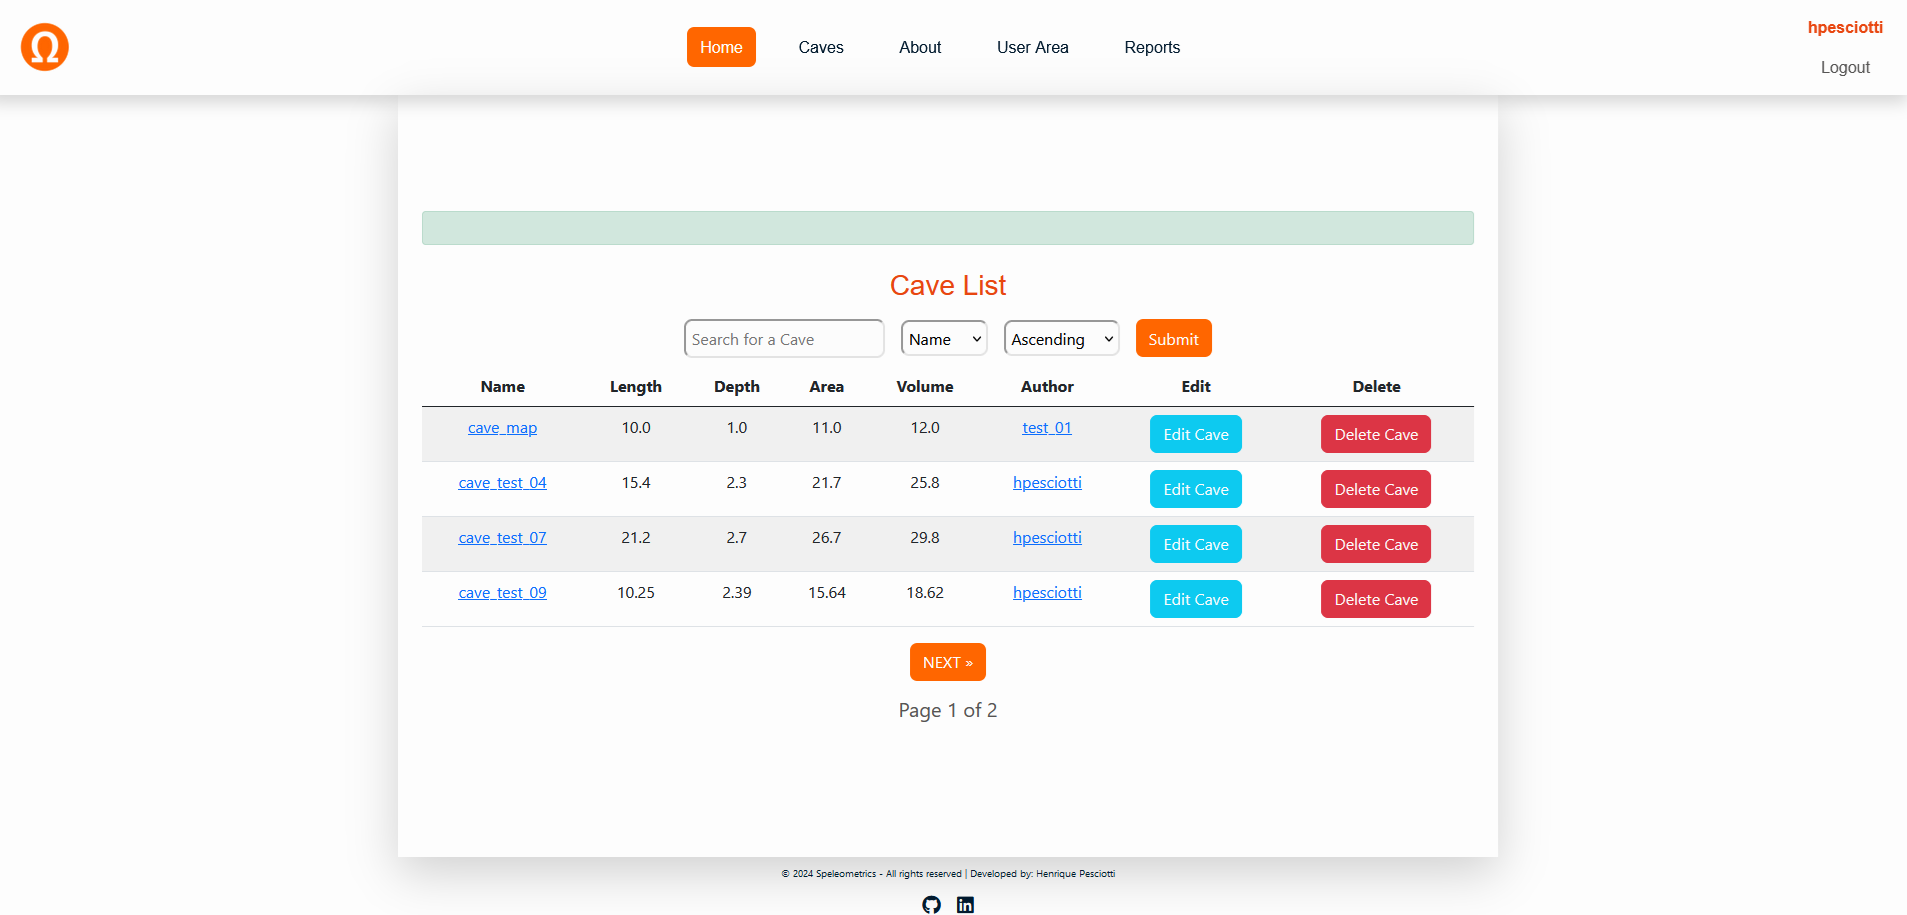 Ω
Home Caves About User Area Reports
hpesciotti
Logout
Cave List
Search for a Cave Name Ascending Submit
Name Length Depth Area Volume Author Edit Delete
cave_map 10.0 1.0 11.0 12.0 test_01 Edit Cave Delete Cave
cave_test_04 15.4 2.3 21.7 25.8 hpesciotti Edit Cave Delete Cave
cave_test_07 21.2 2.7 26.7 29.8 hpesciotti Edit Cave Delete Cave
cave_test_09 10.25 2.39 15.64 18.62 hpesciotti Edit Cave Delete Cave
NEXT »
Page 1 of 2
© 2024 Speleometrics - All rights reserved | Developed by: Henrique Pesciotti
in